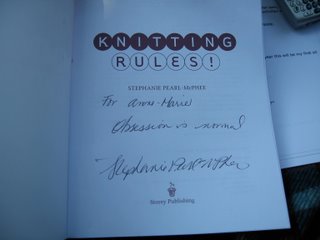 KNITTING
RULES!
STEPHANIE PEARL-MCPHEE
For Anne-Marie
Obsession is normal
Stephanie Pearl-McPhee
Storey Publishing